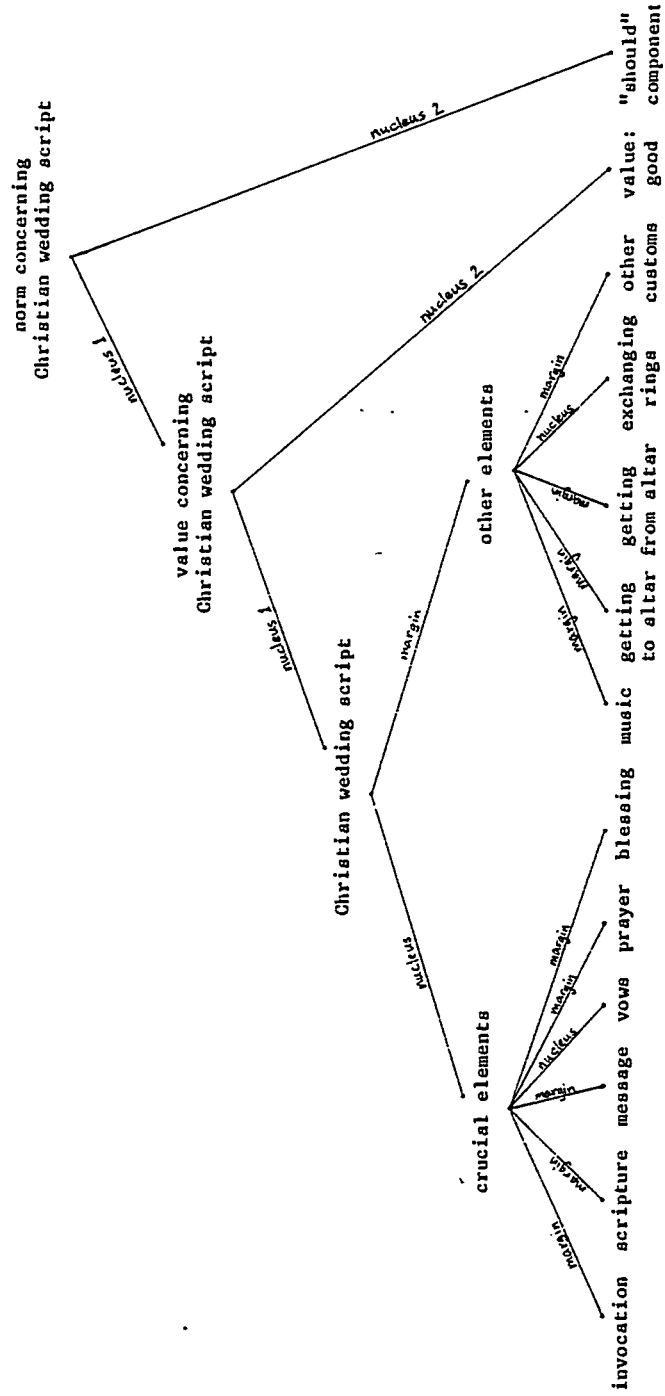 norm concerning
Christian wedding script
nucleus 1
nucleus 2
value concerning
Christian wedding script
nucleus 1
nucleus 2
Christian wedding script
nucleus
margin
crucial elements
other elements
margin
margin
margin
nucleus
margin
margin
margin
margin
margin
nucleus
margin
invocation scripture message vows prayer blessing music getting getting exchanging other value: "should"
to altar from altar rings customs good component